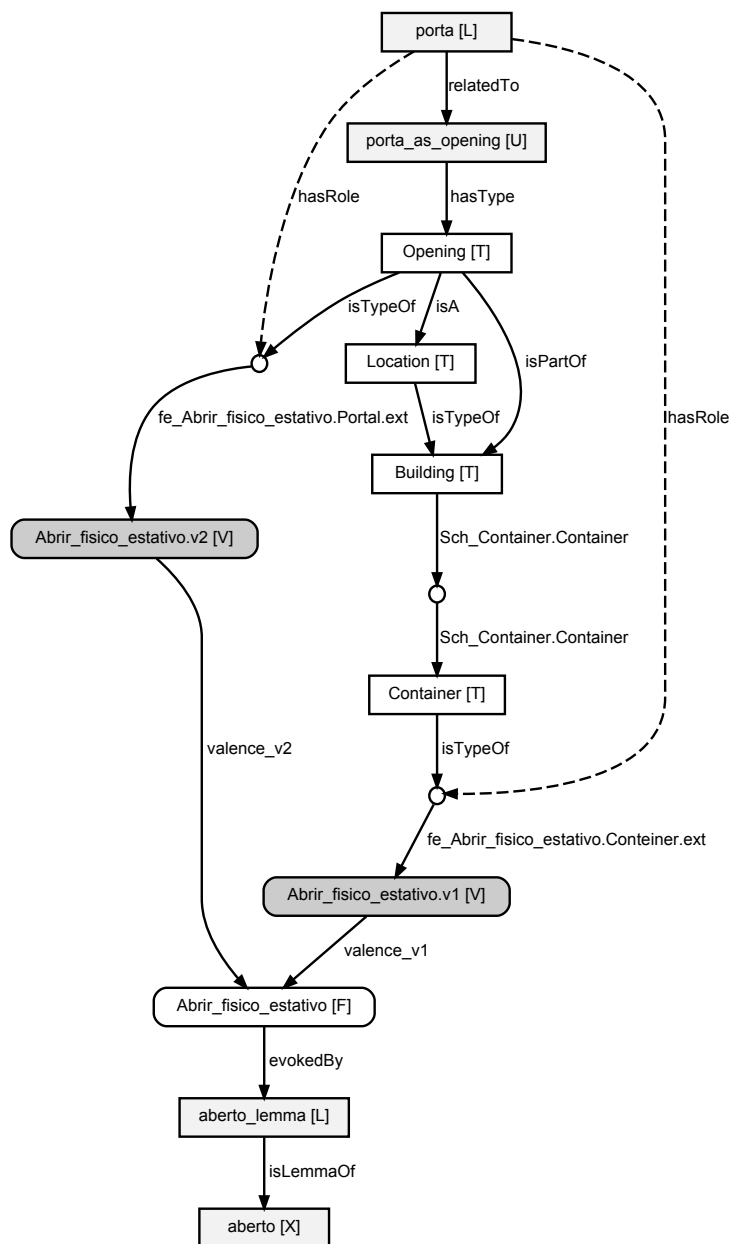 porta [L]
relatedTo
porta_as_opening [U]
hasRole
hasType
Opening [T]
isTypeOf
isA
Location [T]
isPartOf
hasRole
fe_Abrir_fisico_estativo.Portal.ext
isTypeOf
Building [T]
Abrir_fisico_estativo.v2 [V]
Sch_Container.Container
Sch_Container.Container
Container [T]
valence_v2
isTypeOf
fe_Abrir_fisico_estativo.Conteiner.ext
Abrir_fisico_estativo.v1 [V]
valence_v1
Abrir_fisico_estativo [F]
evokedBy
aberto_lemma [L]
isLemmaOf
aberto [X]